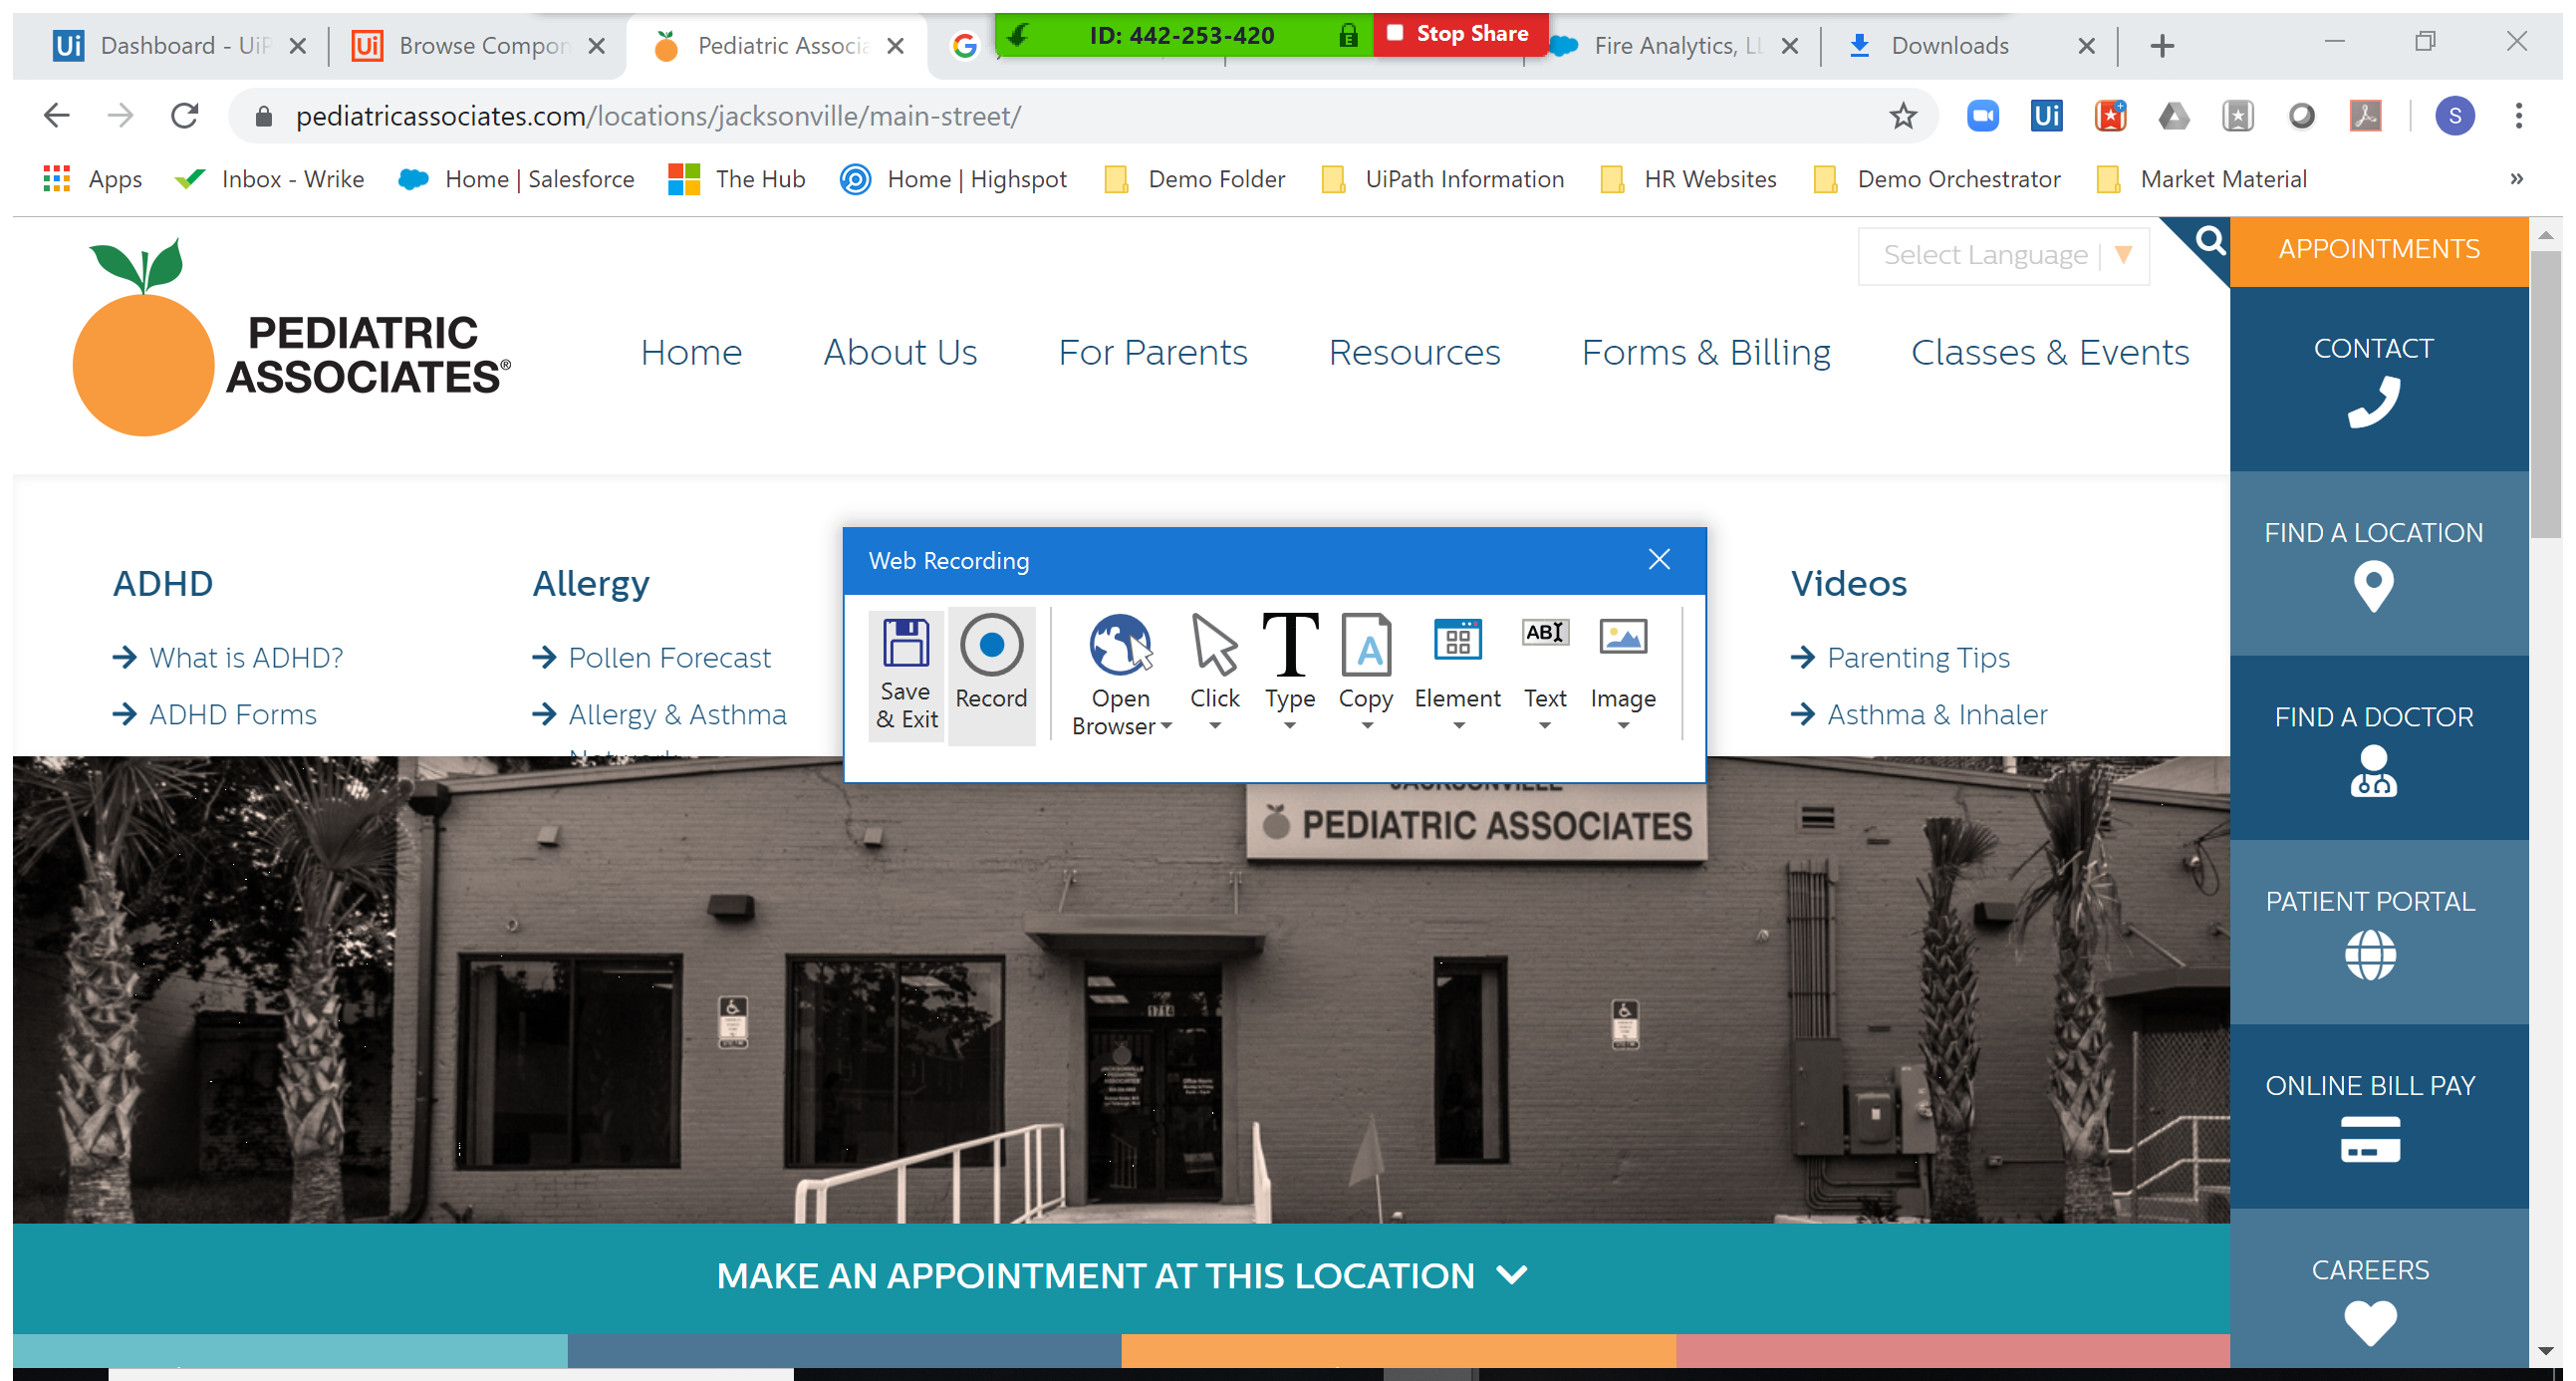 Dashboard - UiP
Browse Compon
Pediatric Associa
ID: 442-253-420
Stop Share
Fire Analytics, LL
Downloads
pediatricassociates.com/locations/jacksonville/main-street/
S
Apps
Inbox - Wrike
Home | Salesforce
The Hub
Home | Highspot
Demo Folder
UiPath Information
HR Websites
Demo Orchestrator
Market Material
»
Select Language
APPOINTMENTS
PEDIATRIC
ASSOCIATES®
Home
About Us
For Parents
Resources
Forms & Billing
Classes & Events
CONTACT
FIND A LOCATION
FIND A DOCTOR
PATIENT PORTAL
ONLINE BILL PAY
CAREERS
ADHD
What is ADHD?
ADHD Forms
Allergy
Pollen Forecast
Allergy & Asthma
Network
Videos
Parenting Tips
Asthma & Inhaler
Web Recording
Save
& Exit
Record
Open
Browser
Click
Type
Copy
Element
Text
Image
JACKSONVILLE
PEDIATRIC ASSOCIATES
1714
MAKE AN APPOINTMENT AT THIS LOCATION